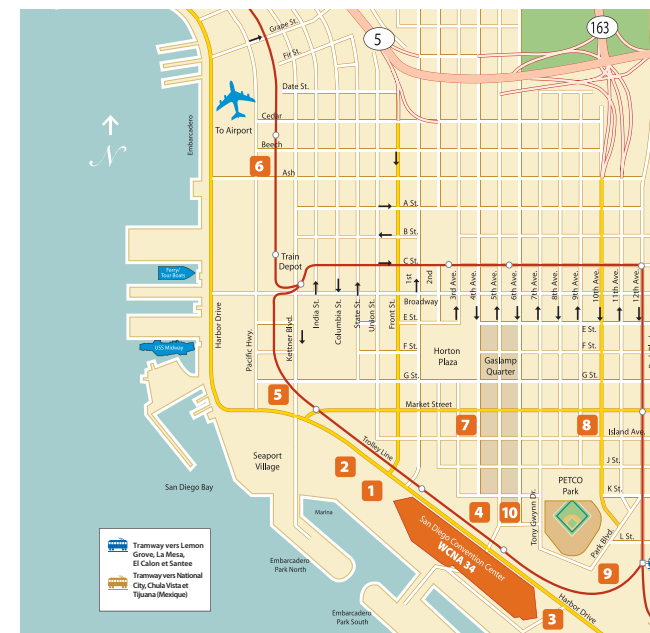 Grape St.
Fir St.
5
163
Date St.
Embarcadero
To Airport
Cedar
Beech
N
6
Ash
A St.
B St.
C St.
Train
Depot
Ferry/
Tour Boats
1st
2nd
3rd Ave.
4th Ave.
5th Ave.
6th Ave.
7th Ave.
8th Ave.
9th Ave.
10th Ave.
11th Ave.
12th Ave.
Broadway
Harbor Drive
Pacific Hwy.
Kettner Blvd.
India St.
Columbia St.
State St.
Union St.
Front St.
E St.
E St.
USS Midway
F St.
F St.
Horton
Plaza
Gaslamp
Quarter
G St.
G St.
5
Market Street
7
8
Island Ave.
Trolley Line
Seaport
Village
2
J St.
San Diego Bay
1
PETCO
Park
K St.
Marina
4
10
Tony Gwynn Dr.
San Diego Convention Center
WCNA 34
Park Blvd.
L St.
Tramway vers Lemon
Grove, La Mesa,
El Calon et Santee
Tramway vers National
City, Chula Vista et
Tijuana (Mexique)
Embarcadero
Park North
9
Embarcadero
Park South
3
Harbor Drive